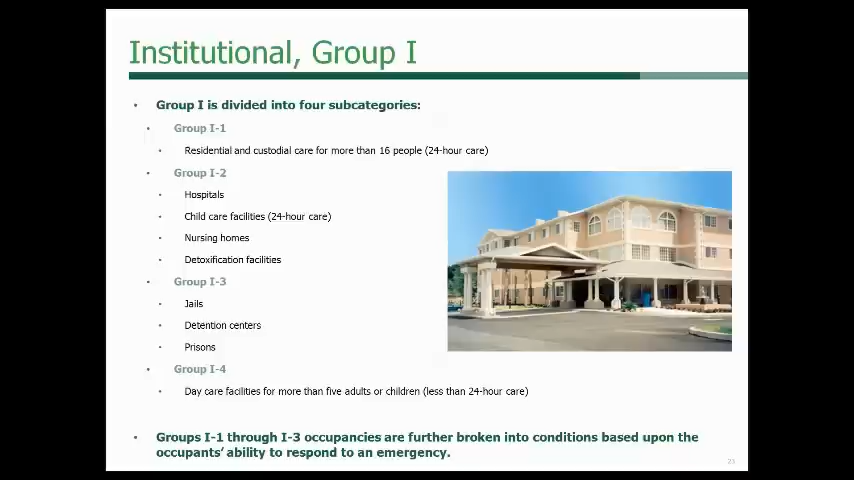 Institutional, Group I
• Group I is divided into four subcategories:
• Group I-1
• Residential and custodial care for more than 16 people (24-hour care)
• Group I-2
• Hospitals
• Child care facilities (24-hour care)
• Nursing homes
• Detoxification facilities
• Group I-3
• Jails
• Detention centers
• Prisons
• Group I-4
• Day care facilities for more than five adults or children (less than 24-hour care)
• Groups I-1 through I-3 occupancies are further broken into conditions based upon the
occupants' ability to respond to an emergency.